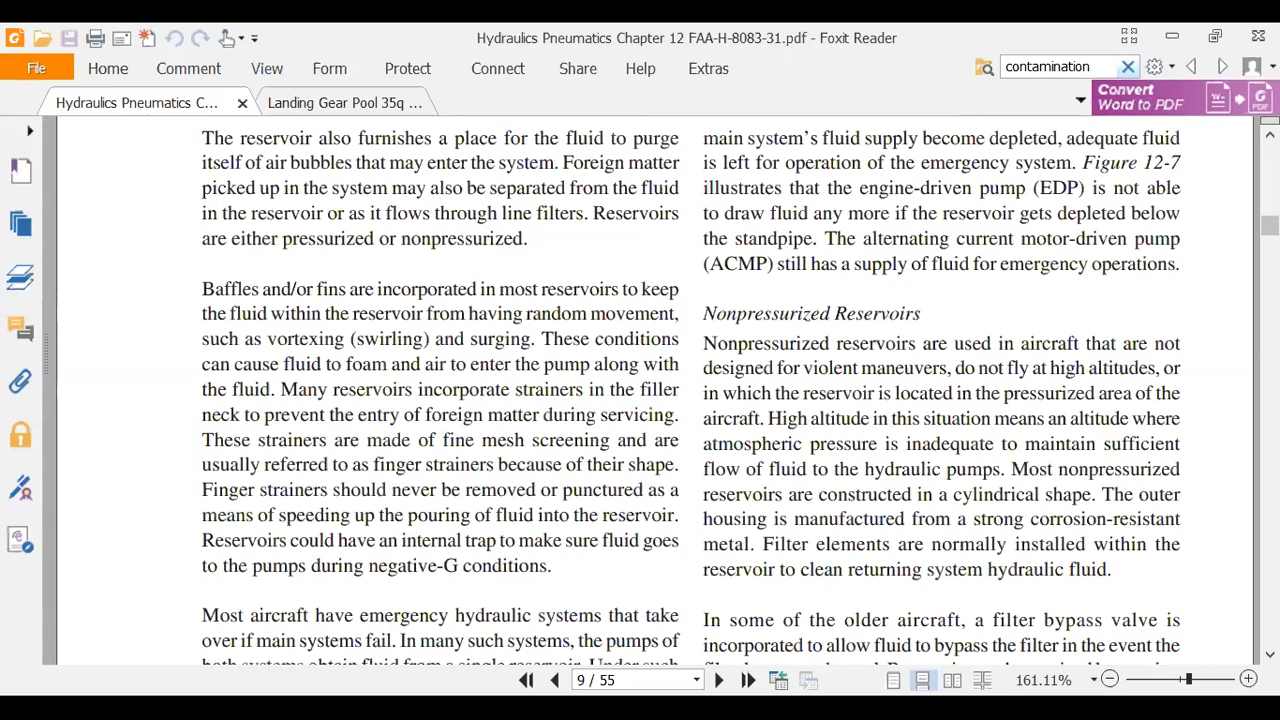 Hydraulics Pneumatics Chapter 12 FAA-H-8083-31.pdf - Foxit Reader
File Home Comment View Form Protect Connect Share Help Extras contamination
Hydraulics Pneumatics C... Landing Gear Pool 35q ...
Convert
Word to PDF
The reservoir also furnishes a place for the fluid to purge
itself of air bubbles that may enter the system. Foreign matter
picked up in the system may also be separated from the fluid
in the reservoir or as it flows through line filters. Reservoirs
are either pressurized or nonpressurized.
Baffles and/or fins are incorporated in most reservoirs to keep
the fluid within the reservoir from having random movement,
such as vortexing (swirling) and surging. These conditions
can cause fluid to foam and air to enter the pump along with
the fluid. Many reservoirs incorporate strainers in the filler
neck to prevent the entry of foreign matter during servicing.
These strainers are made of fine mesh screening and are
usually referred to as finger strainers because of their shape.
Finger strainers should never be removed or punctured as a
means of speeding up the pouring of fluid into the reservoir.
Reservoirs could have an internal trap to make sure fluid goes
to the pumps during negative-G conditions.
Most aircraft have emergency hydraulic systems that take
over if main systems fail. In many such systems, the pumps of
both systems obtain fluid from a single reservoir. Under such
main system's fluid supply become depleted, adequate fluid
is left for operation of the emergency system. Figure 12-7
illustrates that the engine-driven pump (EDP) is not able
to draw fluid any more if the reservoir gets depleted below
the standpipe. The alternating current motor-driven pump
(ACMP) still has a supply of fluid for emergency operations.
Nonpressurized Reservoirs
Nonpressurized reservoirs are used in aircraft that are not
designed for violent maneuvers, do not fly at high altitudes, or
in which the reservoir is located in the pressurized area of the
aircraft. High altitude in this situation means an altitude where
atmospheric pressure is inadequate to maintain sufficient
flow of fluid to the hydraulic pumps. Most nonpressurized
reservoirs are constructed in a cylindrical shape. The outer
housing is manufactured from a strong corrosion-resistant
metal. Filter elements are normally installed within the
reservoir to clean returning system hydraulic fluid.
In some of the older aircraft, a filter bypass valve is
incorporated to allow fluid to bypass the filter in the event the
9 / 55 161.11%